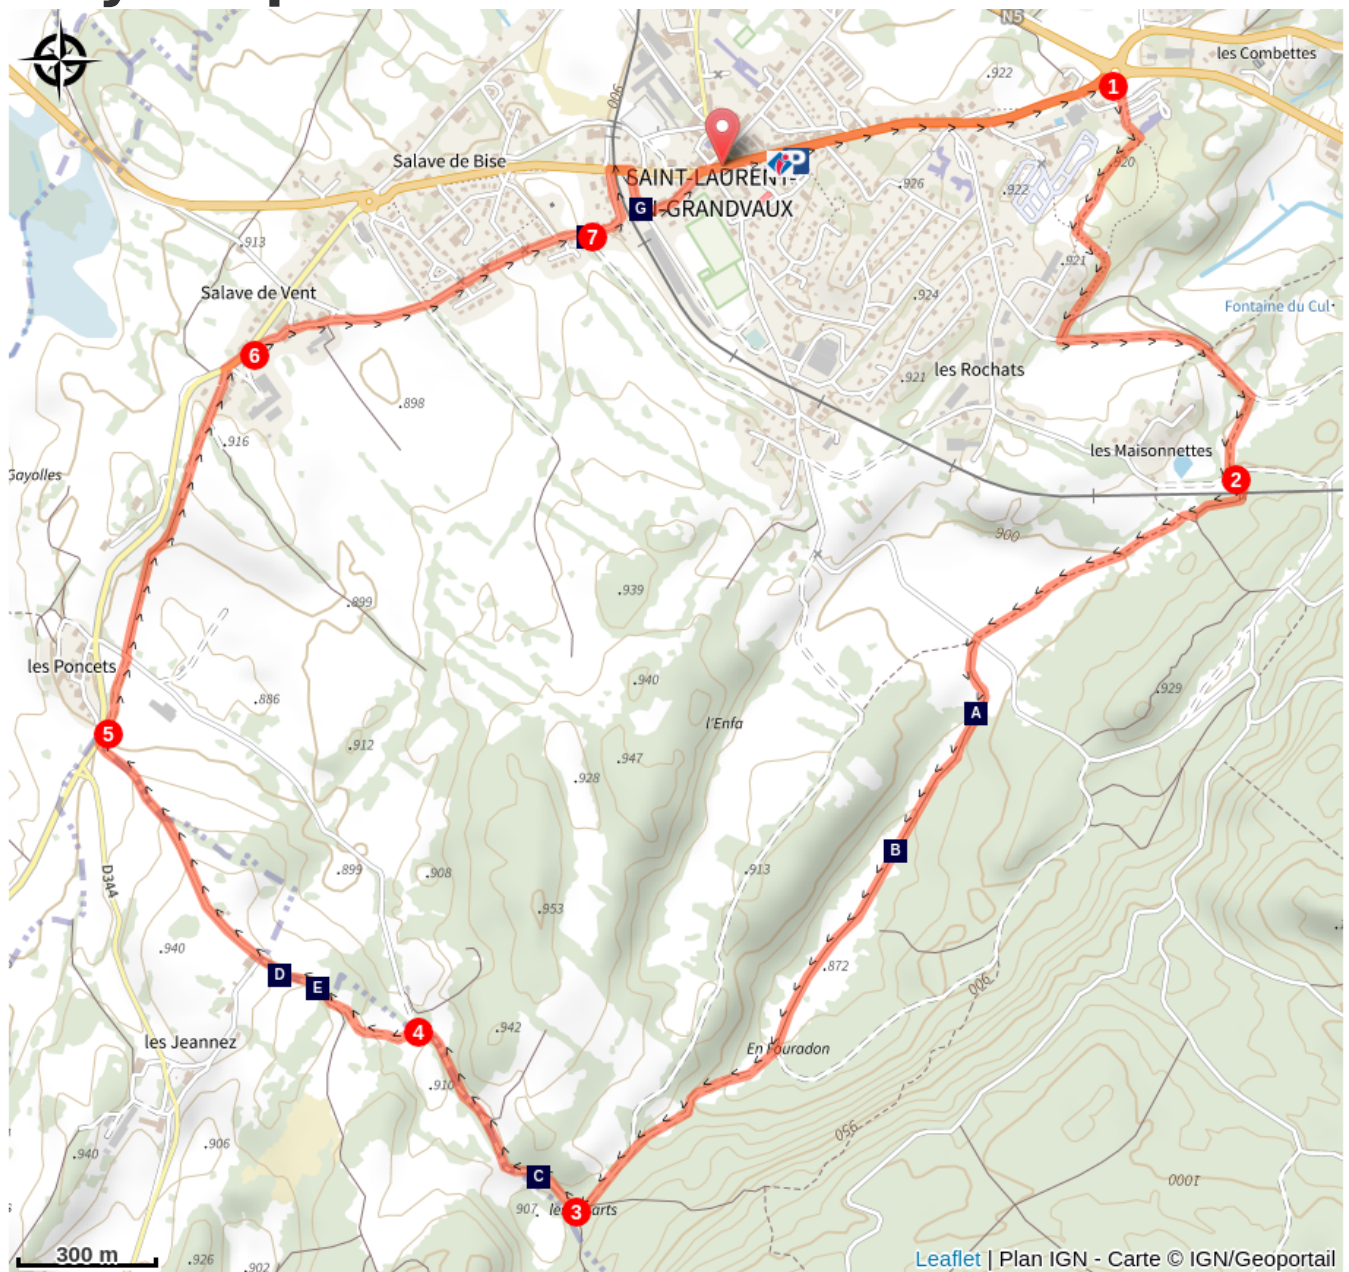 N5
les Combettes
.922
1
900
Salave de Bise
P
.920
SAINT-LAURENT-
N-GRANDVAUX
.926
.922
G
7
.913
.921
Salave de Vent
.924
Fontaine du Cul
6
les Rochats
.921
.898
.916
les Maisonnettes
Gayolles
2
900
.939
.899
les Poncets
.940
.929
.886
A
l'Enfa
5
.912
.947
.928
B
D344
.899
.908
.913
.953
.940
.872
D
E
900
4
.942
les Jeannez
En Fouradon
.910
950
.906
.940
C
1000
907.
3
.926
.902
300 m
Leaflet | Plan IGN - Carte © IGN/Geoportail